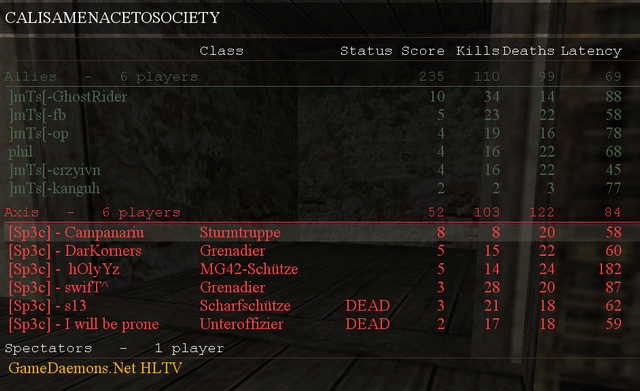 CALISAMENACETOSOCIETY
Class Status Score Kills Deaths Latency
Allies - 6 players 235 110 99 69
]mTs[-GhostRider 10 34 14 88
]mTs[-fb 5 23 22 58
]mTs[-op 4 19 16 78
phil 4 16 22 68
]mTs[-crzyivn 4 16 22 45
]mTs[-kanguh 2 2 3 77
Axis - 6 players 52 103 122 84
[Sp3c] - Campanariu Sturmtruppe 8 8 20 58
[Sp3c] - DarKorners Grenadier 5 15 22 60
[Sp3c] - hOlyYz MG42-Schütze 5 14 24 182
[Sp3c] - swifT^ Grenadier 3 28 20 87
[Sp3c] - s13 Scharfschütze DEAD 3 21 18 62
[Sp3c] - I will be prone Unteroffizier DEAD 2 17 18 59
Spectators - 1 player
GameDaemons.Net HLTV